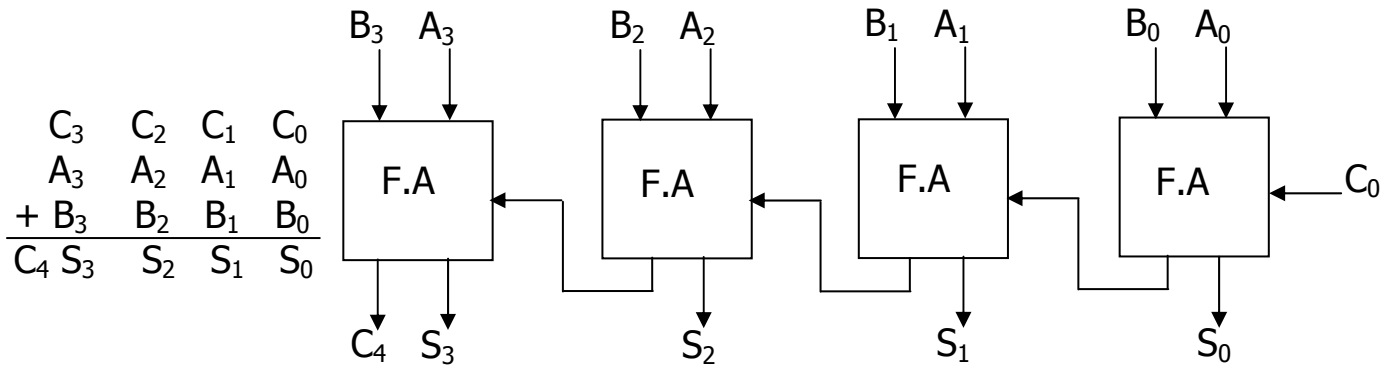 B₃ A₃ B₂ A₂ B₁ A₁ B₀ A₀
C₃ C₂ C₁ C₀
A₃ A₂ A₁ A₀
+ B₃ B₂ B₁ B₀
C₄ S₃ S₂ S₁ S₀
F.A F.A F.A F.A C₀
C₄ S₃ S₂ S₁ S₀